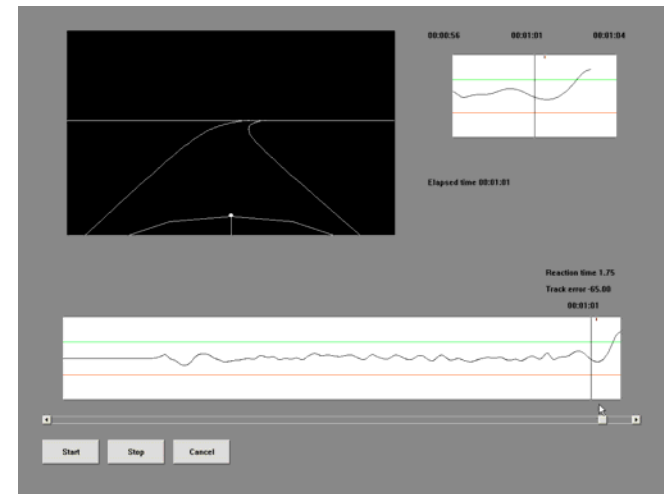 00:00:56 00:01:01 00:01:04
Elapsed time 00:01:01
Reaction time 1.75
Track error -65.00
00:01:01
Start Stop Cancel